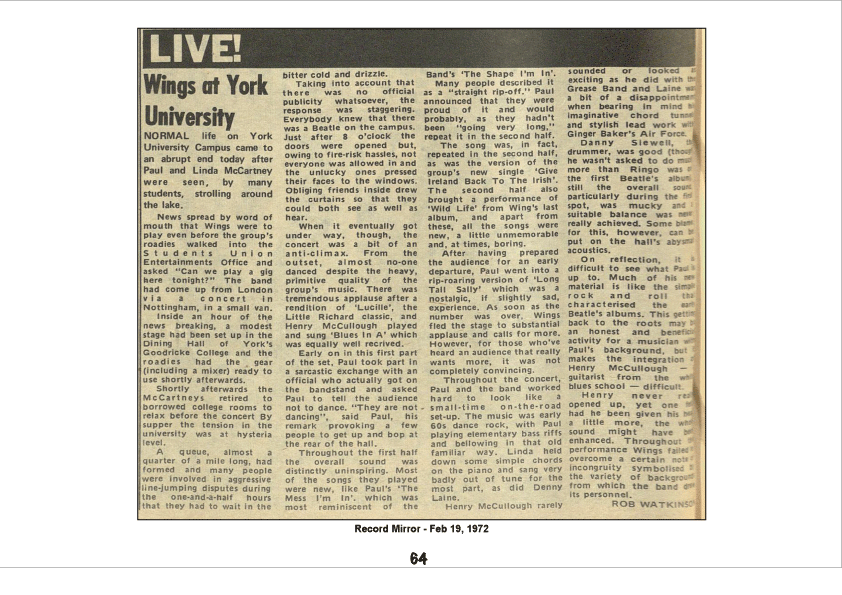 LIVE!
Wings at York
University
NORMAL life on York
University Campus came to
an abrupt end today after
Paul and Linda McCartney
were seen, by many
students, strolling around
the lake.
News spread by word of
mouth that Wings were to
play even before the group's
roadies walked into the
Students Union
Entertainments Office and
asked "Can we play a gig
here tonight?" The band
had come up from London
via a concert in
Nottingham, in a small van.
Inside an hour of the
news breaking, a modest
stage had been set up in the
Dining Hall of York's
Goodricke College and the
roadies had the gear
(including a mixer) ready to
use shortly afterwards.
Shortly afterwards the
McCartneys retired to
borrowed college rooms to
relax before the concert By
supper the tension in the
university was at hysteria
level.
A queue, almost a
quarter of a mile long, had
formed and many people
were involved in aggressive
line-jumping disputes during
the one-and-a-half hours
that they had to wait in the
bitter cold and drizzle.
Taking into account that
there was no official
publicity whatsoever, the
response was staggering.
Everybody knew that there
was a Beatle on the campus.
Just after 8 o'clock the
doors were opened but,
owing to fire-risk hassles, not
everyone was allowed in and
the unlucky ones pressed
their faces to the windows.
Obliging friends inside drew
the curtains so that they
could both see as well as
hear.
When it eventually got
under way, though, the
concert was a bit of an
anti-climax. From the
outset, almost no-one
danced despite the heavy,
primitive quality of the
group's music. There was
tremendous applause after a
rendition of 'Lucille', the
Little Richard classic, and
Henry McCullough played
and sung 'Blues In A' which
was equally well recrived.
Early on in this first part
of the set, Paul took part in
a sarcastic exchange with an
official who actually got on
the bandstand and asked
Paul to tell the audience
not to dance. "They are not
dancing", said Paul, his
remark provoking a few
people to get up and bop at
the rear of the hall.
Throughout the first half
the overall sound was
distinctly uninspiring. Most
of the songs they played
were new, like Paul's 'The
Mess I'm In'. which was
most reminiscent of the
Band's 'The Shape I'm In'.
Many people described it
as a "straight rip-off." Paul
announced that they were
proud of it and would
probably, as they hadn't
been "going very long,"
repeat it in the second half.
The song was, in fact,
repeated in the second half,
as was the version of the
group's new single 'Give
Ireland Back To The Irish'.
The second half also
brought a performance of
'Wild Life' from Wing's last
album, and apart from
these, all the songs were
new, a little unmemorable
and, at times, boring.
After having prepared
the audience for an early
departure, Paul went into a
rip-roaring version of 'Long
Tall Sally' which was a
nostalgic, if slightly sad,
experience. As soon as the
number was over, Wings
fled the stage to substantial
applause and calls for more.
However, for those who've
heard an audience that really
wants more, it was not
completely convincing.
Throughout the concert,
Paul and the band worked
hard to look like a
small-time on-the-road
set-up. The music was early
60s dance rock, with Paul
playing elementary bass riffs
and bellowing in that old
familiar way. Linda held
down some simple chords
on the piano and sang very
badly out of tune for the
most part, as did Denny
Laine.
Henry McCullough rarely
sounded or looked
exciting as he did with
Grease Band and Laine
a bit of a disappointment
when bearing in mind
imaginative chord
and stylish lead work
Ginger Baker's Air Force.
Danny Siewell,
drummer, was good
he wasn't asked to do
more than Ringo was
the first Beatle's
still the overall
particularly during the
spot, was mucky and
suitable balance was
really achieved. Some
for this, however, can
put on the hall's
acoustics.
On reflection, it
difficult to see what Paul
up to. Much of his
material is like the
rock and roll
characterised the
Beatle's albums. This
back to the roots may
an honest and
activity for a musician
Paul's background, but
makes the integration
Henry McCullough —
guitarist from the
blues school — difficult.
Henry never
opened up, yet one
had he been given his
a little more, the
sound might have
enhanced. Throughout
performance Wings
overcome a certain
incongruity symbolised
the variety of
from which the band
its personnel.
ROB WATKINSON
Record Mirror - Feb 19, 1972
64